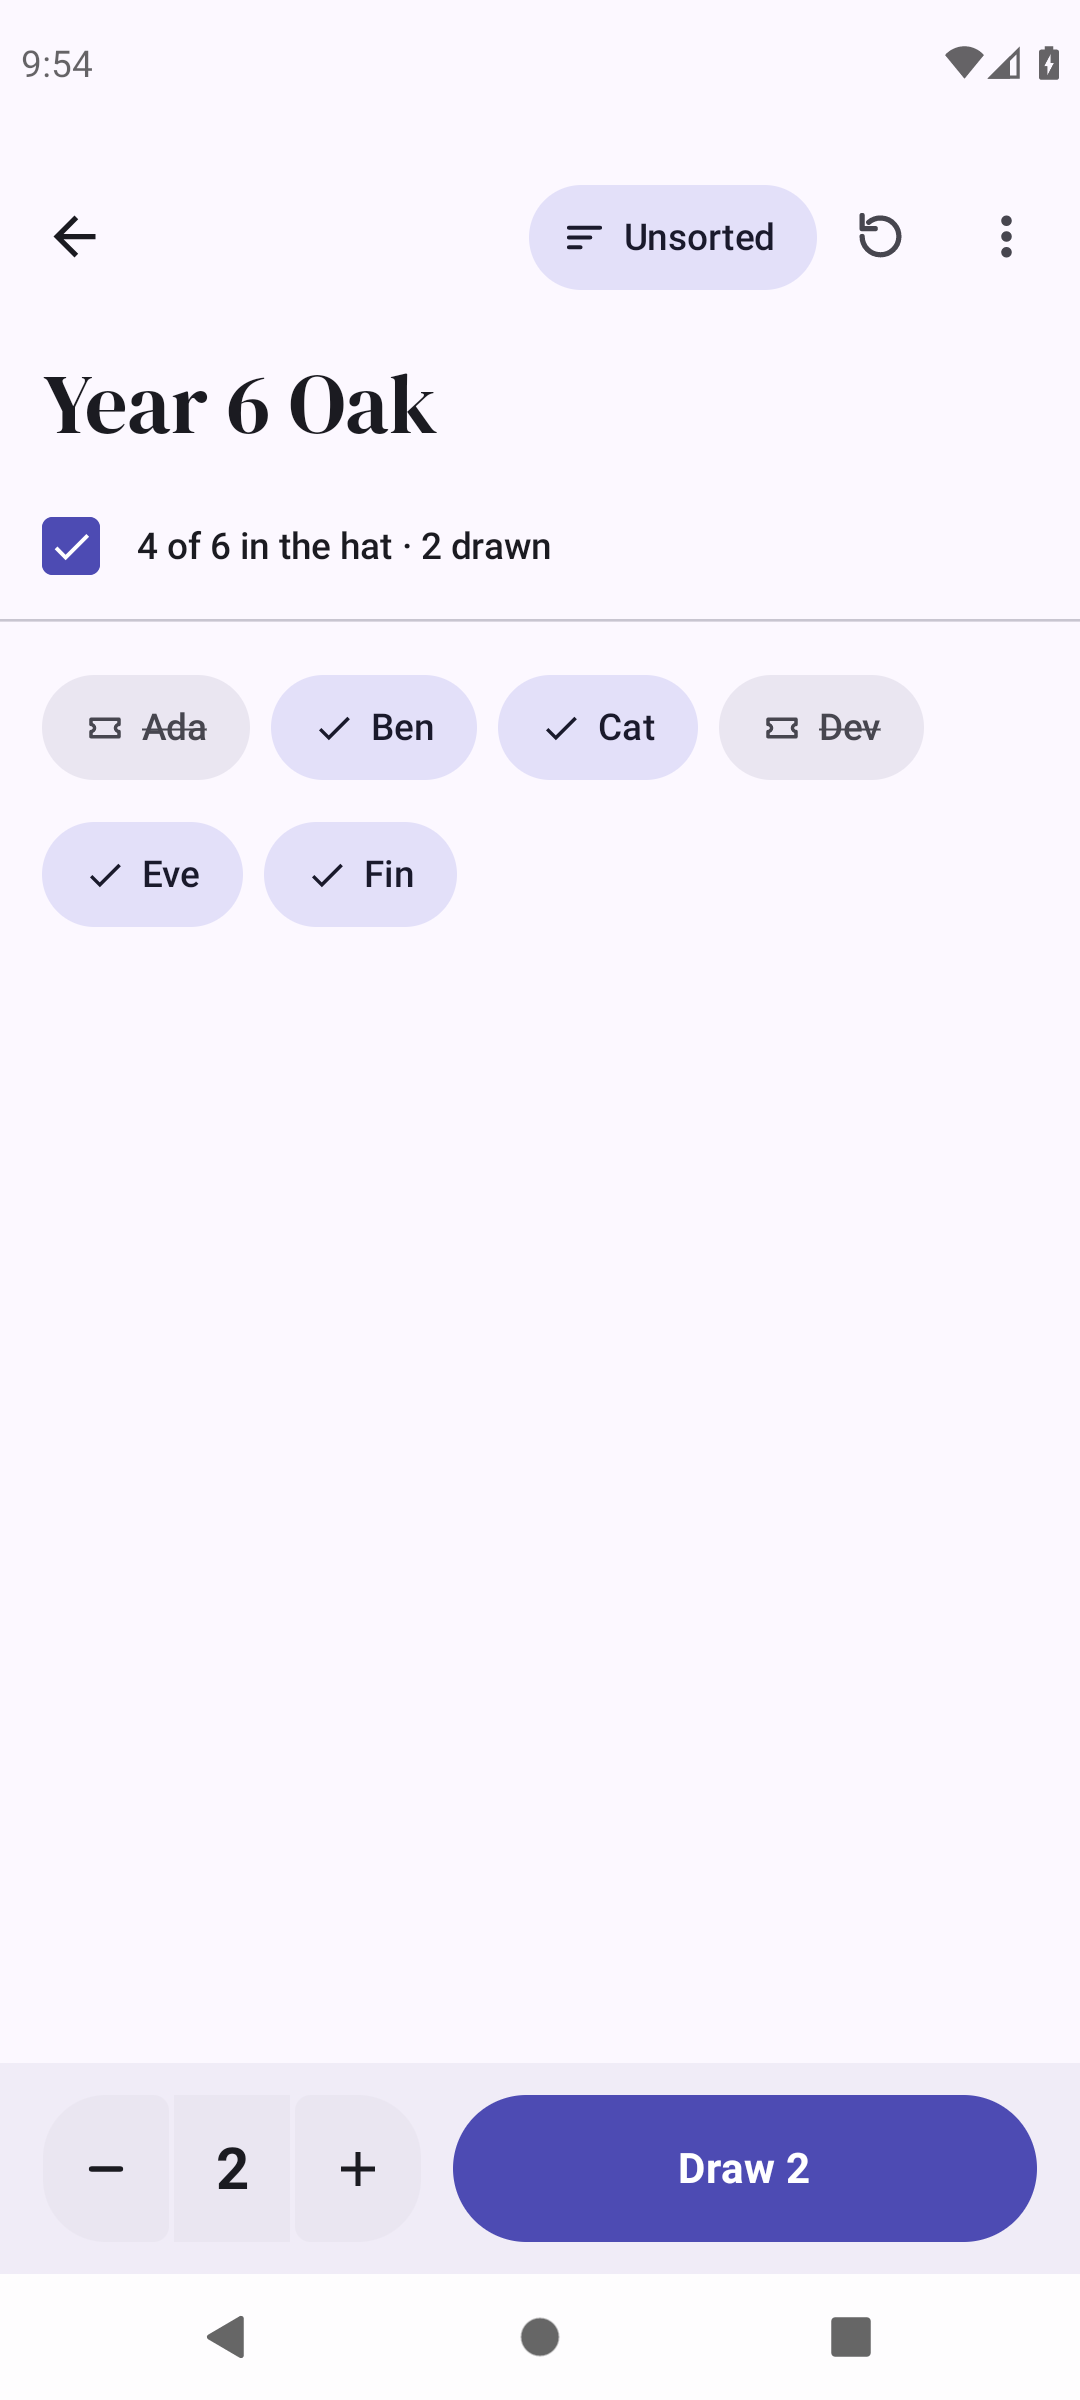 9:54
Unsorted
Year 6 Oak
4 of 6 in the hat · 2 drawn
Ada Ben Cat Dev
Eve Fin
2 Draw 2